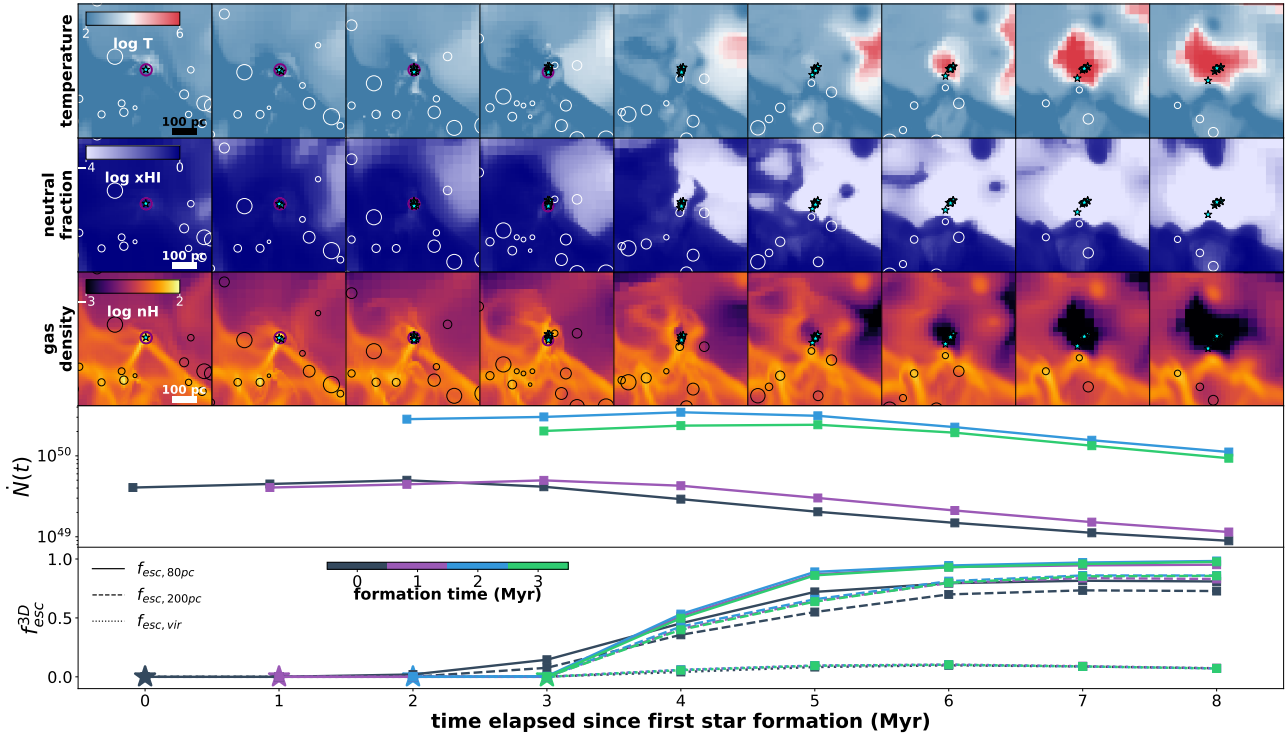 temperature
2 6
log T
100 pc
neutral
fraction
−4 0
log xHI
100 pc
gas
density
−3 2
log nH
100 pc
Ṅ(t)
10^50
10^49
f_esc^3D
1.0
0.5
0.0
f_esc, 80pc
f_esc, 200pc
f_esc, vir
0 1 2 3
formation time (Myr)
0 1 2 3 4 5 6 7 8
time elapsed since first star formation (Myr)